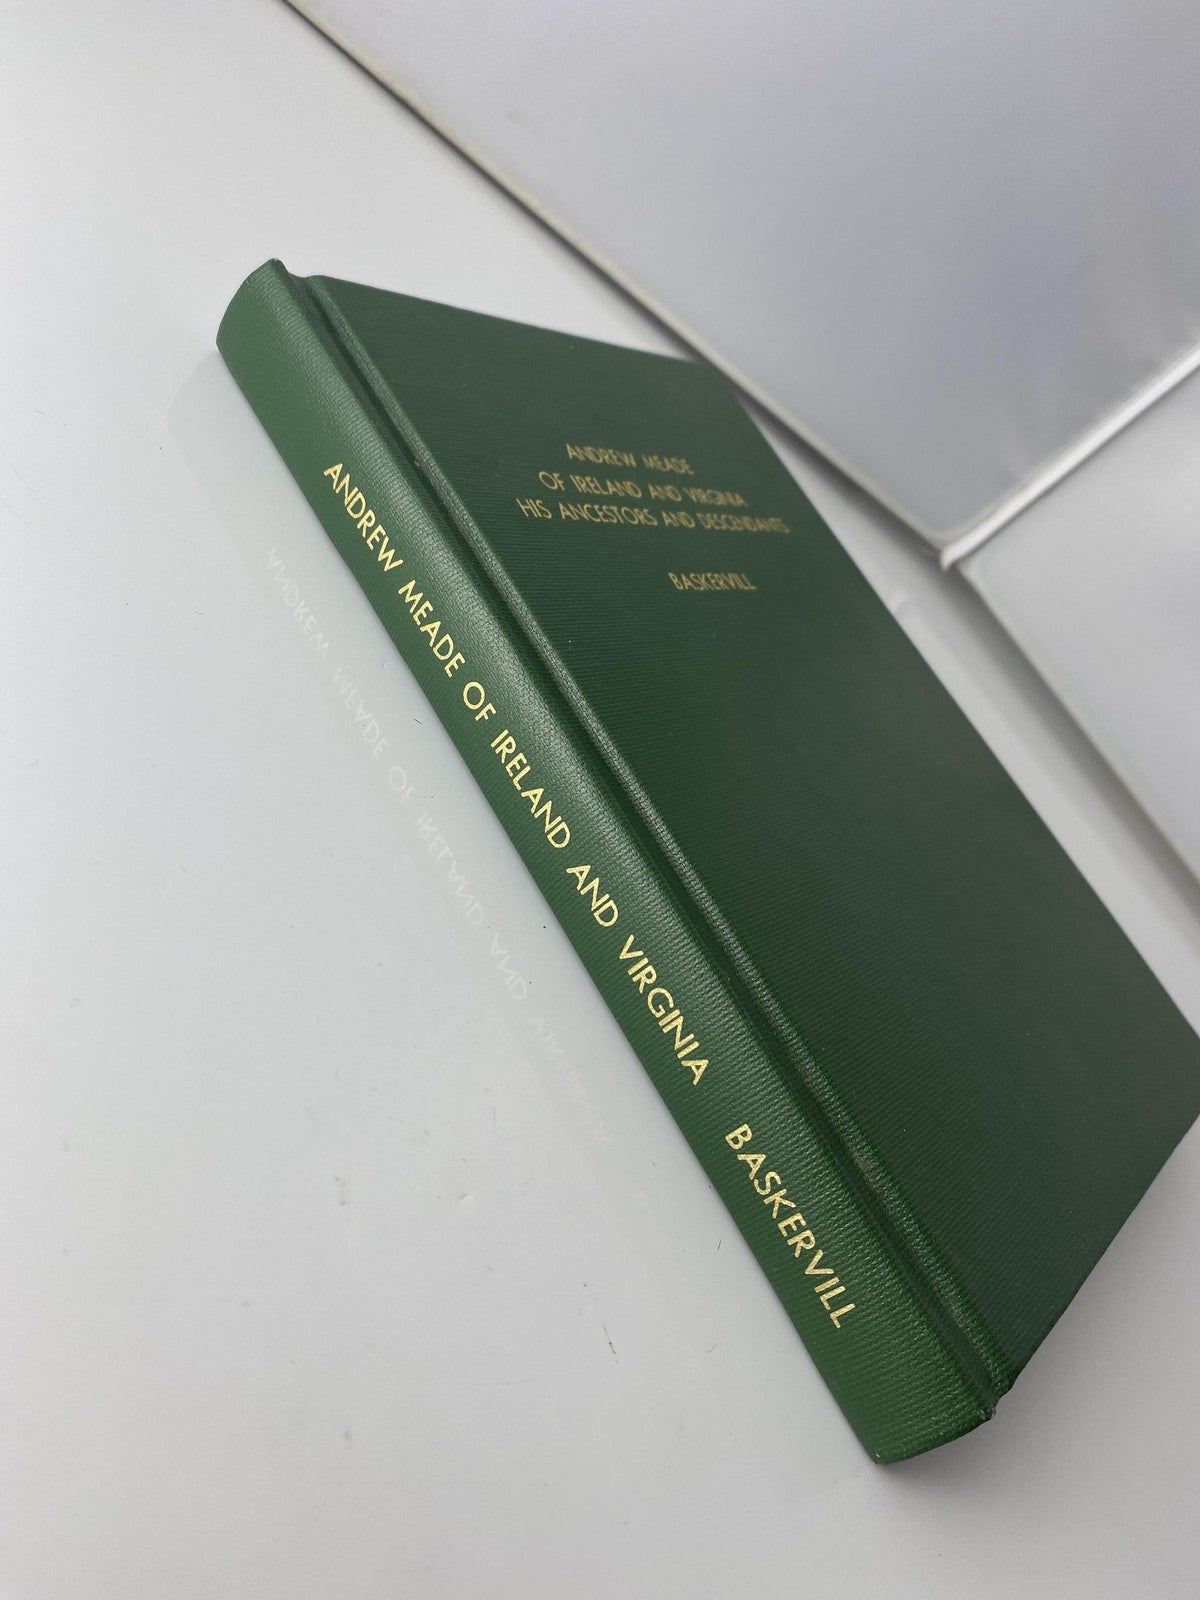 ANDREW MEADE
OF IRELAND AND VIRGINIA
HIS ANCESTORS AND DESCENDANTS
BASKERVILL
ANDREW MEADE OF IRELAND AND VIRGINIA BASKERVILL